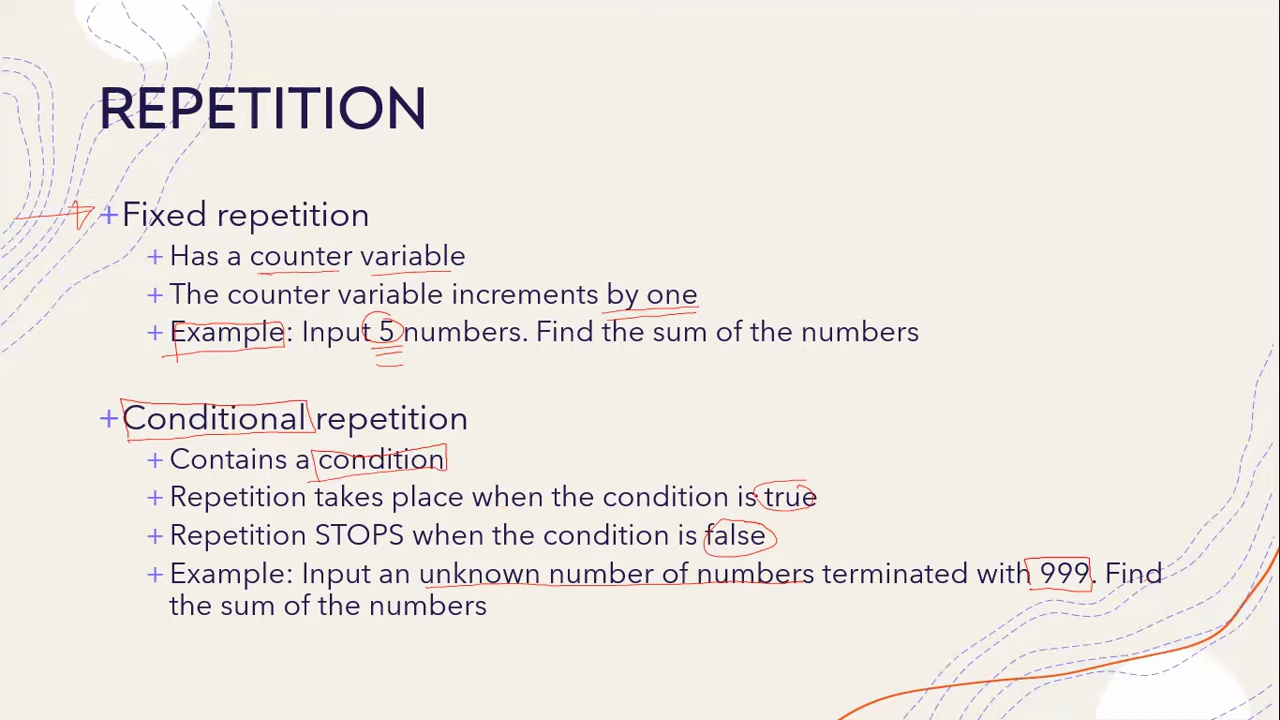 REPETITION
+ Fixed repetition
+ Has a counter variable
+ The counter variable increments by one
+ Example: Input 5 numbers. Find the sum of the numbers
+ Conditional repetition
+ Contains a condition
+ Repetition takes place when the condition is true
+ Repetition STOPS when the condition is false
+ Example: Input an unknown number of numbers terminated with 999. Find
the sum of the numbers